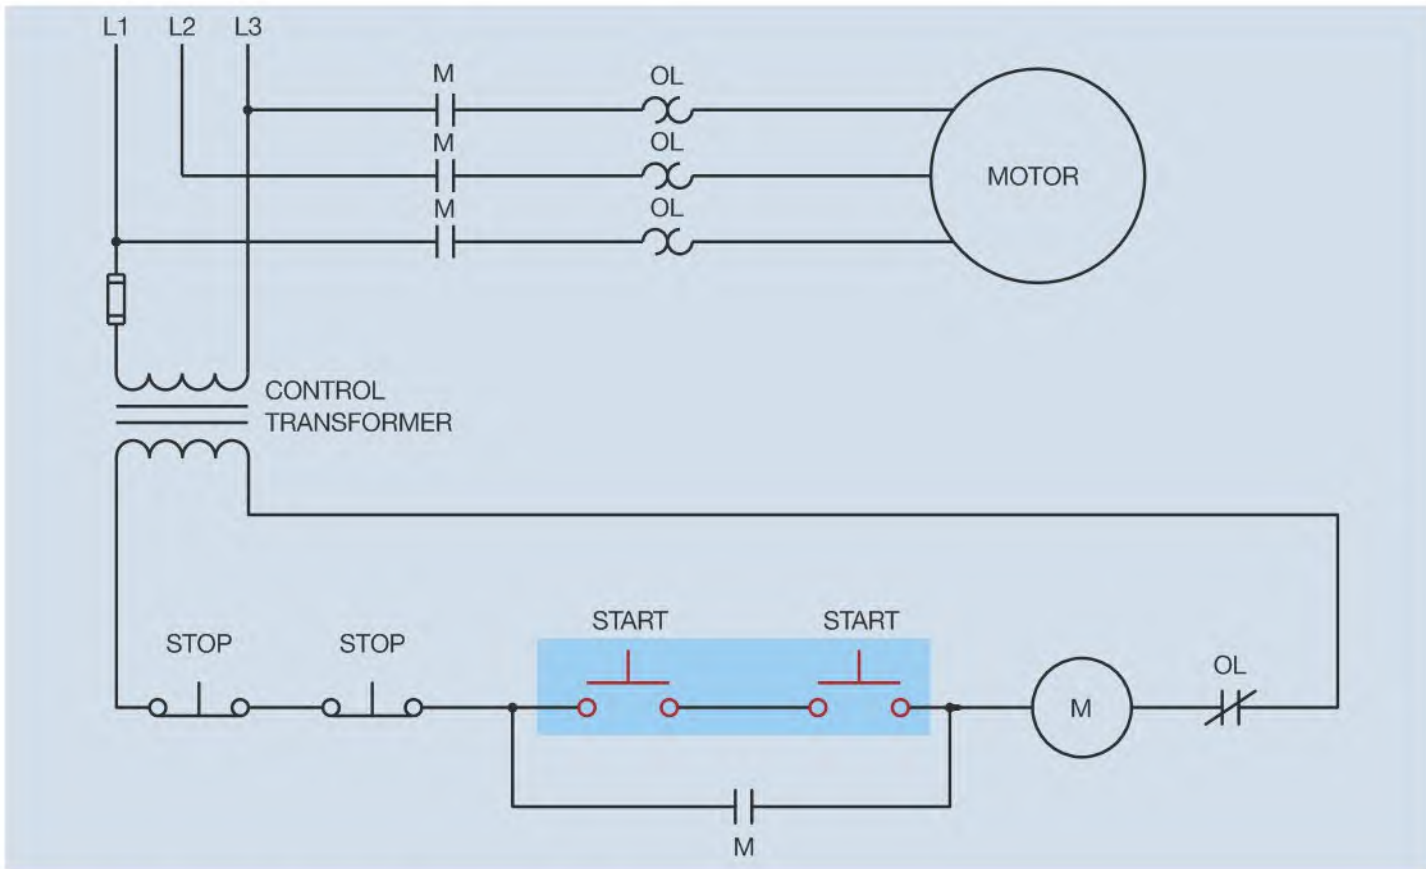 L1 L2 L3
M OL
M OL
MOTOR
M OL
CONTROL
TRANSFORMER
STOP STOP START START
M OL
M